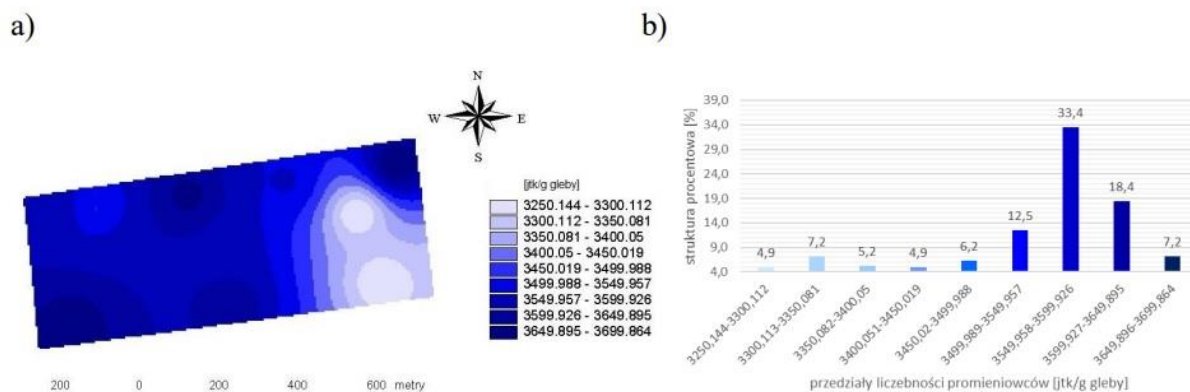 a)
N
W E
S
[jtk/g gleby]
3250.144 - 3300.112
3300.112 - 3350.081
3350.081 - 3400.05
3400.05 - 3450.019
3450.019 - 3499.988
3499.988 - 3549.957
3549.957 - 3599.926
3599.926 - 3649.895
3649.895 - 3699.864
200 0 200 400 600 metry
b)
struktura procentowa [%]
39,0
34,0
29,0
24,0
19,0
14,0
9,0
4,0
4,9
7,2
5,2
4,9
6,2
12,5
33,4
18,4
7,2
3250,144-3300,112
3300,113-3350,081
3350,082-3400,05
3400,051-3450,019
3450,02-3499,988
3499,989-3549,957
3549,958-3599,926
3599,927-3649,895
3649,896-3699,864
przedziały liczebności promieniowców [jtk/g gleby]